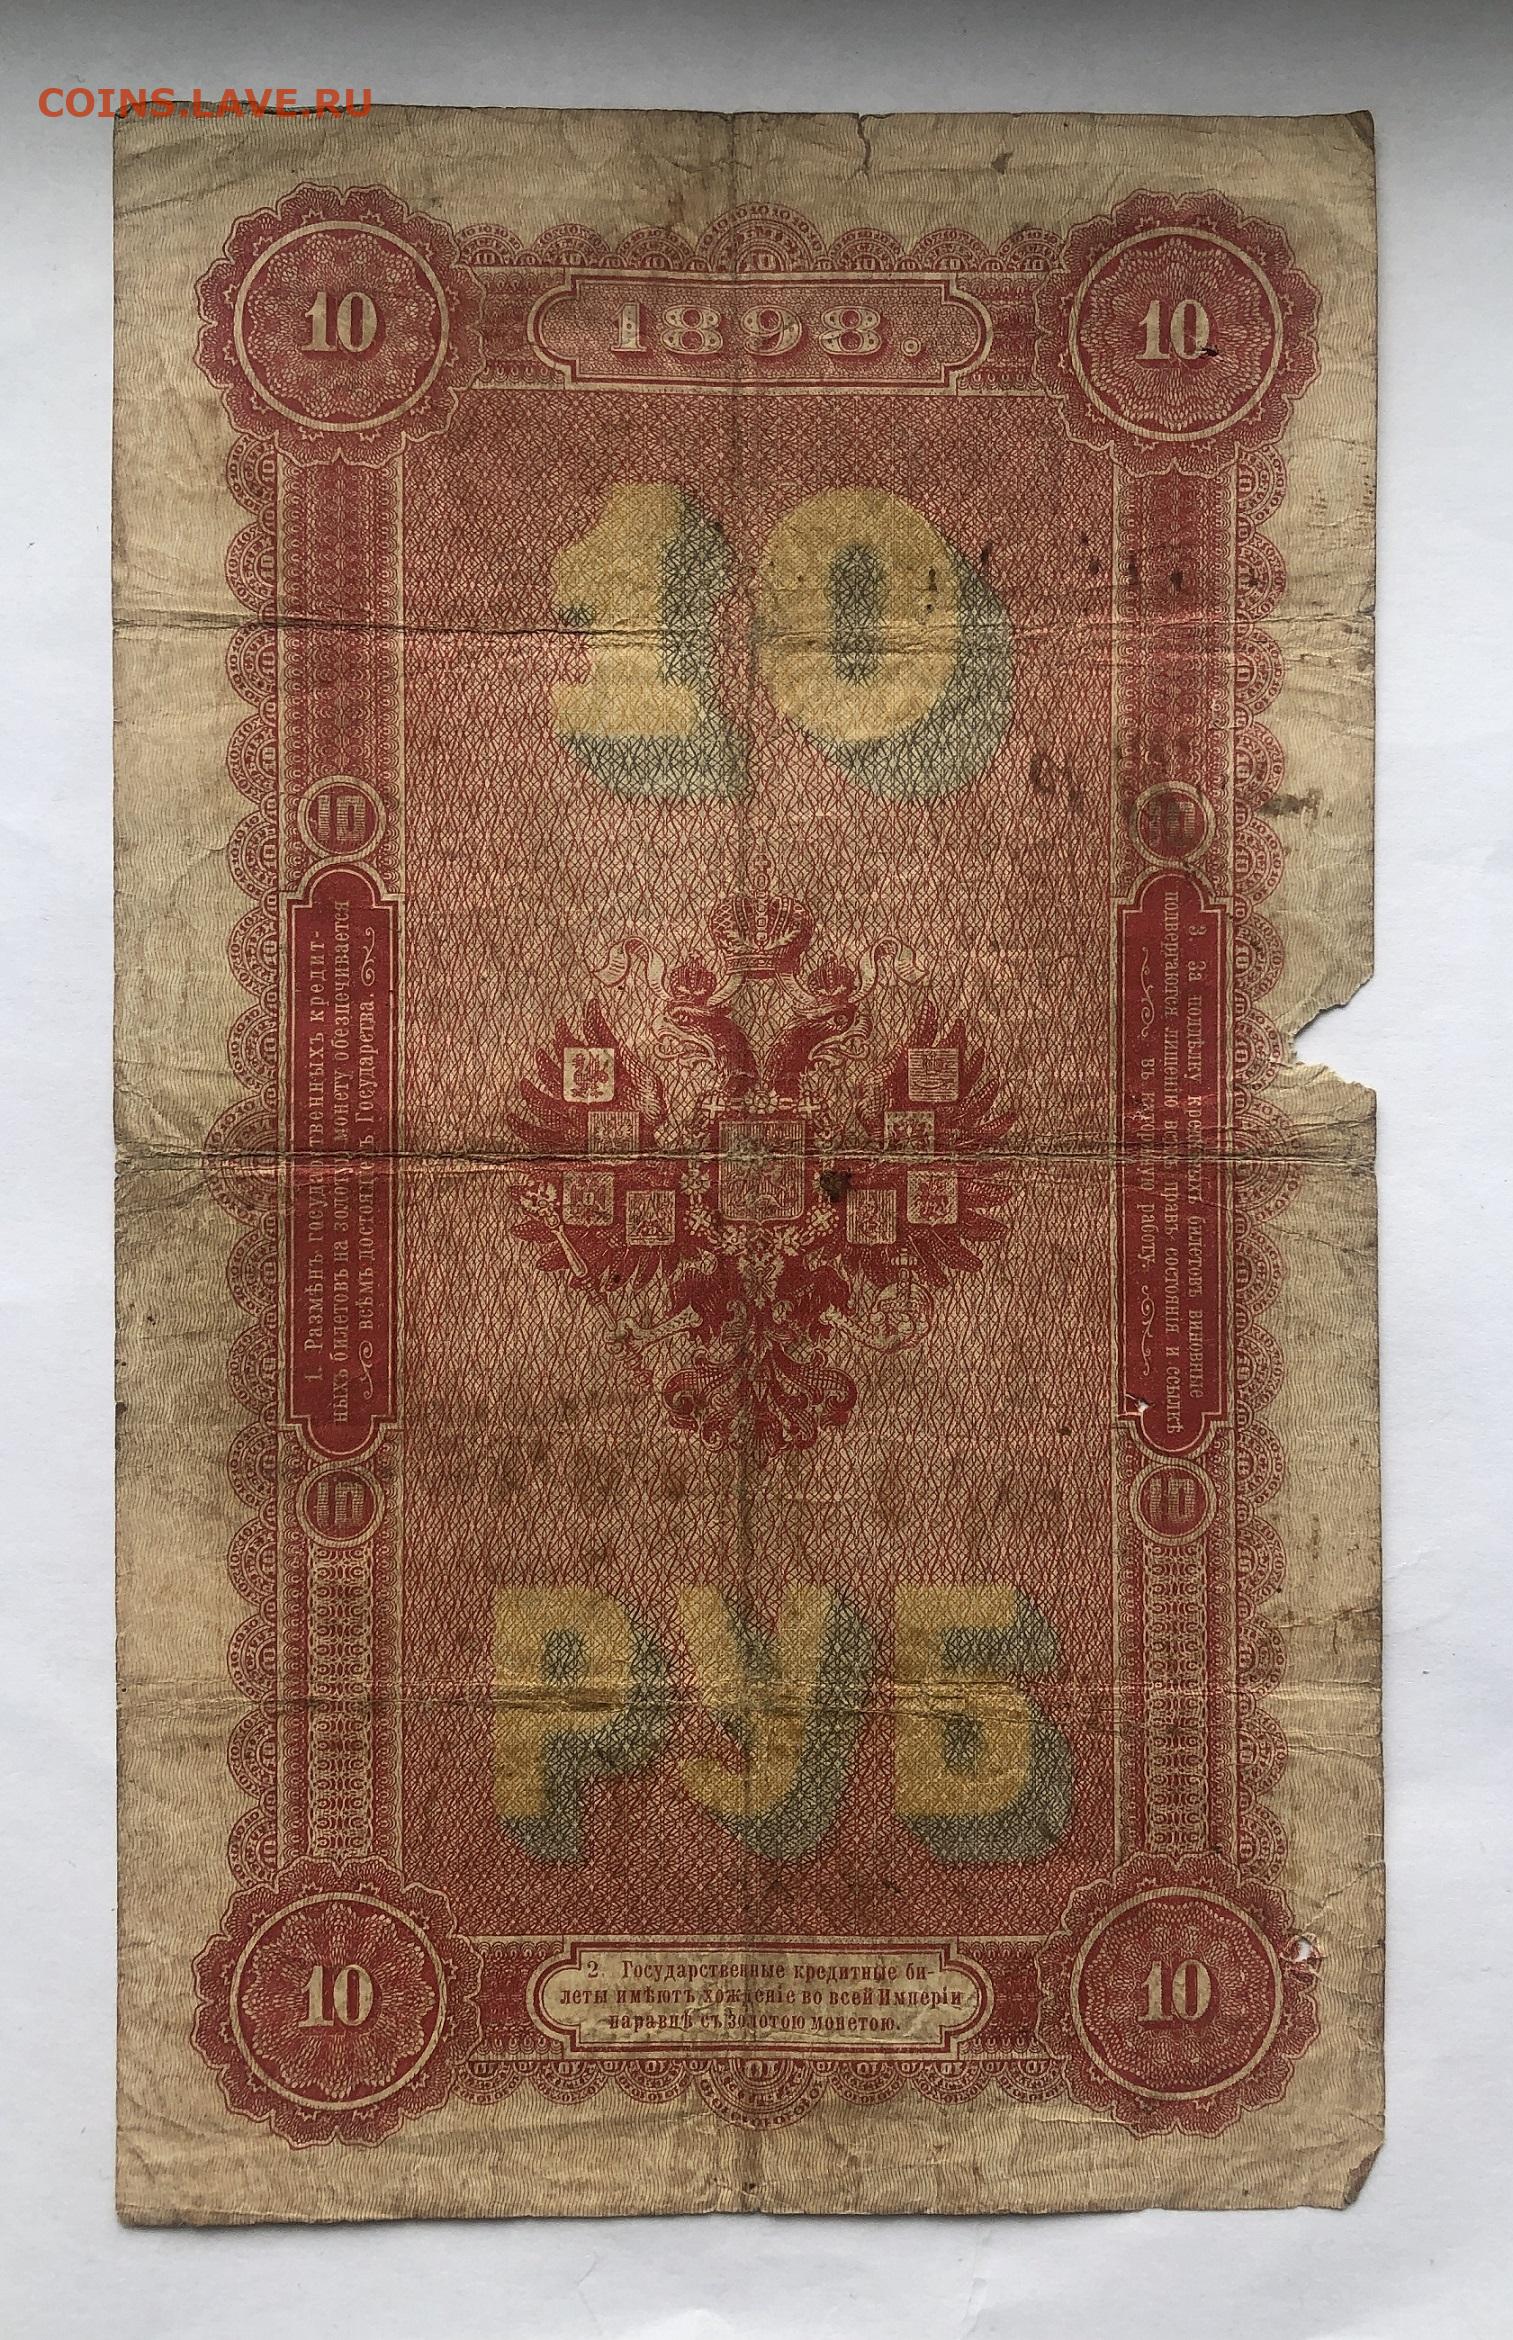 COINS.LAVE.RU
10
1898.
10
10
10
10
1. Размѣнъ государственныхъ кредит-
ныхъ билетовъ на золотую монету обезпечивается
всѣмъ достояніемъ Государства.
3. За поддѣлку кредитныхъ билетовъ виновные
подвергаются лишенію всѣхъ правъ состоянія и ссылкѣ
въ каторжную работу.
10
10
РУБ
10
2. Государственные кредитные би-
леты имѣютъ хожденіе во всей Имперіи
наравнѣ съ золотою монетою.
10